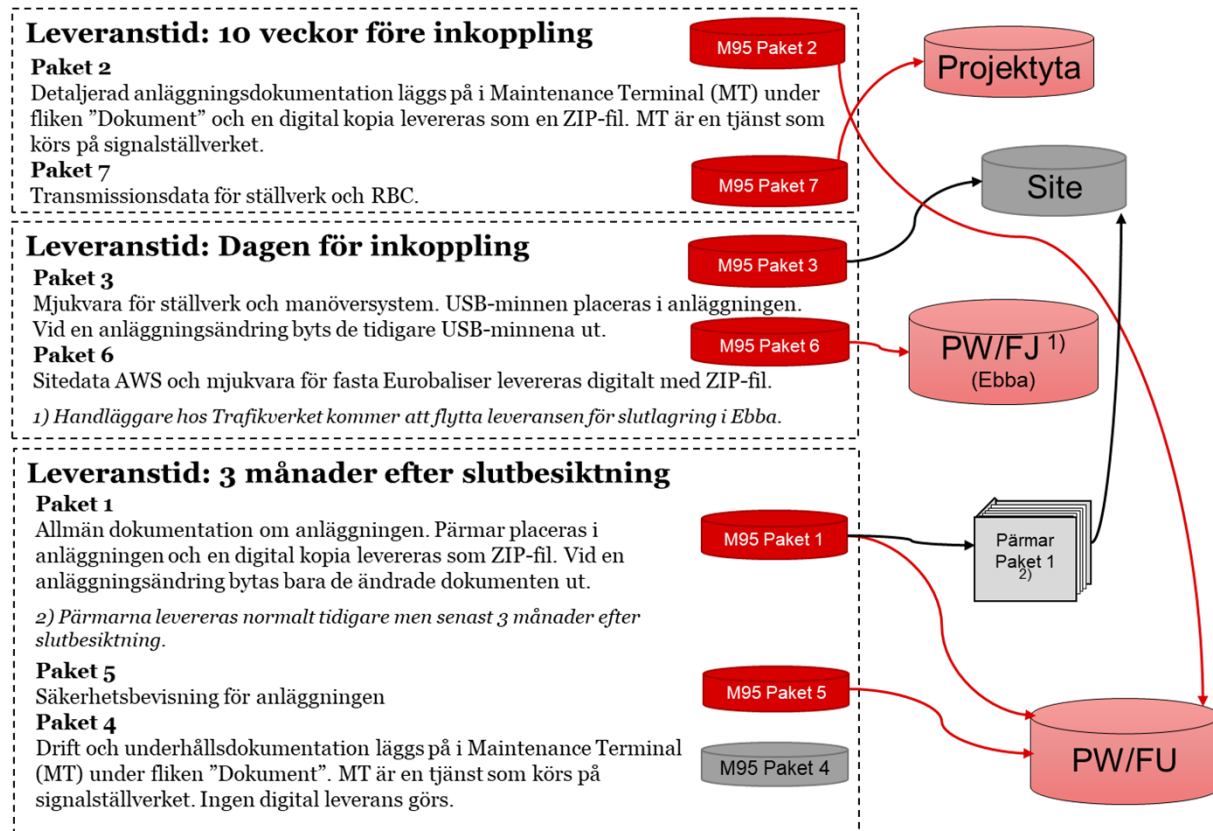 Leveranstid: 10 veckor före inkoppling
Paket 2
Detaljerad anläggningsdokumentation läggs på i Maintenance Terminal (MT) under
fliken ”Dokument” och en digital kopia levereras som en ZIP-fil. MT är en tjänst som
körs på signalställverket.
Paket 7
Transmissionsdata för ställverk och RBC.
M95 Paket 2
M95 Paket 7
Projektyta
Site
Leveranstid: Dagen för inkoppling
Paket 3
Mjukvara för ställverk och manöversystem. USB-minnen placeras i anläggningen.
Vid en anläggningsändring byts de tidigare USB-minnena ut.
Paket 6
Sitedata AWS och mjukvara för fasta Eurobaliser levereras digitalt med ZIP-fil.
1) Handläggare hos Trafikverket kommer att flytta leveransen för slutlagring i Ebba.
M95 Paket 3
M95 Paket 6
PW/FJ 1)
(Ebba)
Leveranstid: 3 månader efter slutbesiktning
Paket 1
Allmän dokumentation om anläggningen. Pärmar placeras i
anläggningen och en digital kopia levereras som ZIP-fil. Vid en
anläggningsändring bytas bara de ändrade dokumenten ut.
2) Pärmarna levereras normalt tidigare men senast 3 månader efter
slutbesiktning.
Paket 5
Säkerhetsbevisning för anläggningen
Paket 4
Drift och underhållsdokumentation läggs på i Maintenance Terminal
(MT) under fliken ”Dokument”. MT är en tjänst som körs på
signalställverket. Ingen digital leverans görs.
M95 Paket 1
M95 Paket 5
M95 Paket 4
Pärmar
Paket 1
2)
PW/FU